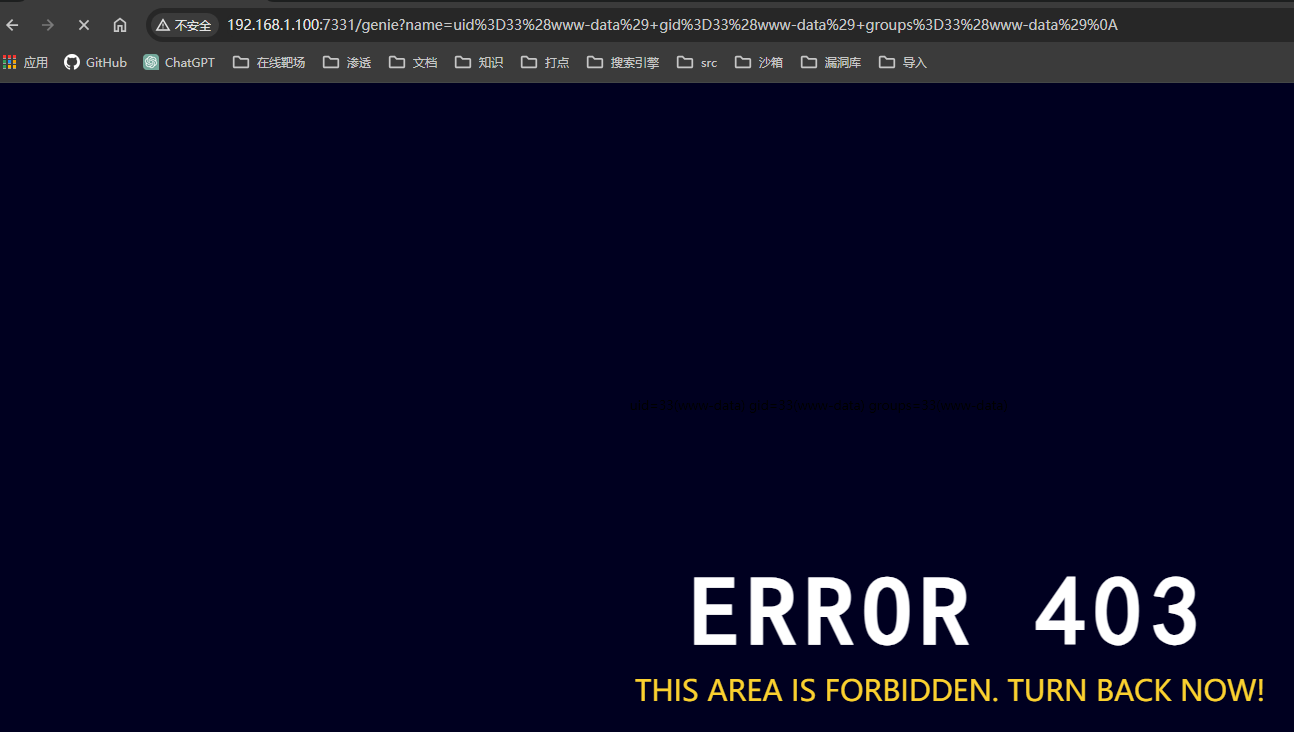 不安全 192.168.1.100:7331/genie?name=uid%3D33%28www-data%29+gid%3D33%28www-data%29+groups%3D33%28www-data%29%0A
应用 GitHub ChatGPT 在线靶场 渗透 文档 知识 打点 搜索引擎 src 沙箱 漏洞库 导入
ERR0R 403
THIS AREA IS FORBIDDEN. TURN BACK NOW!